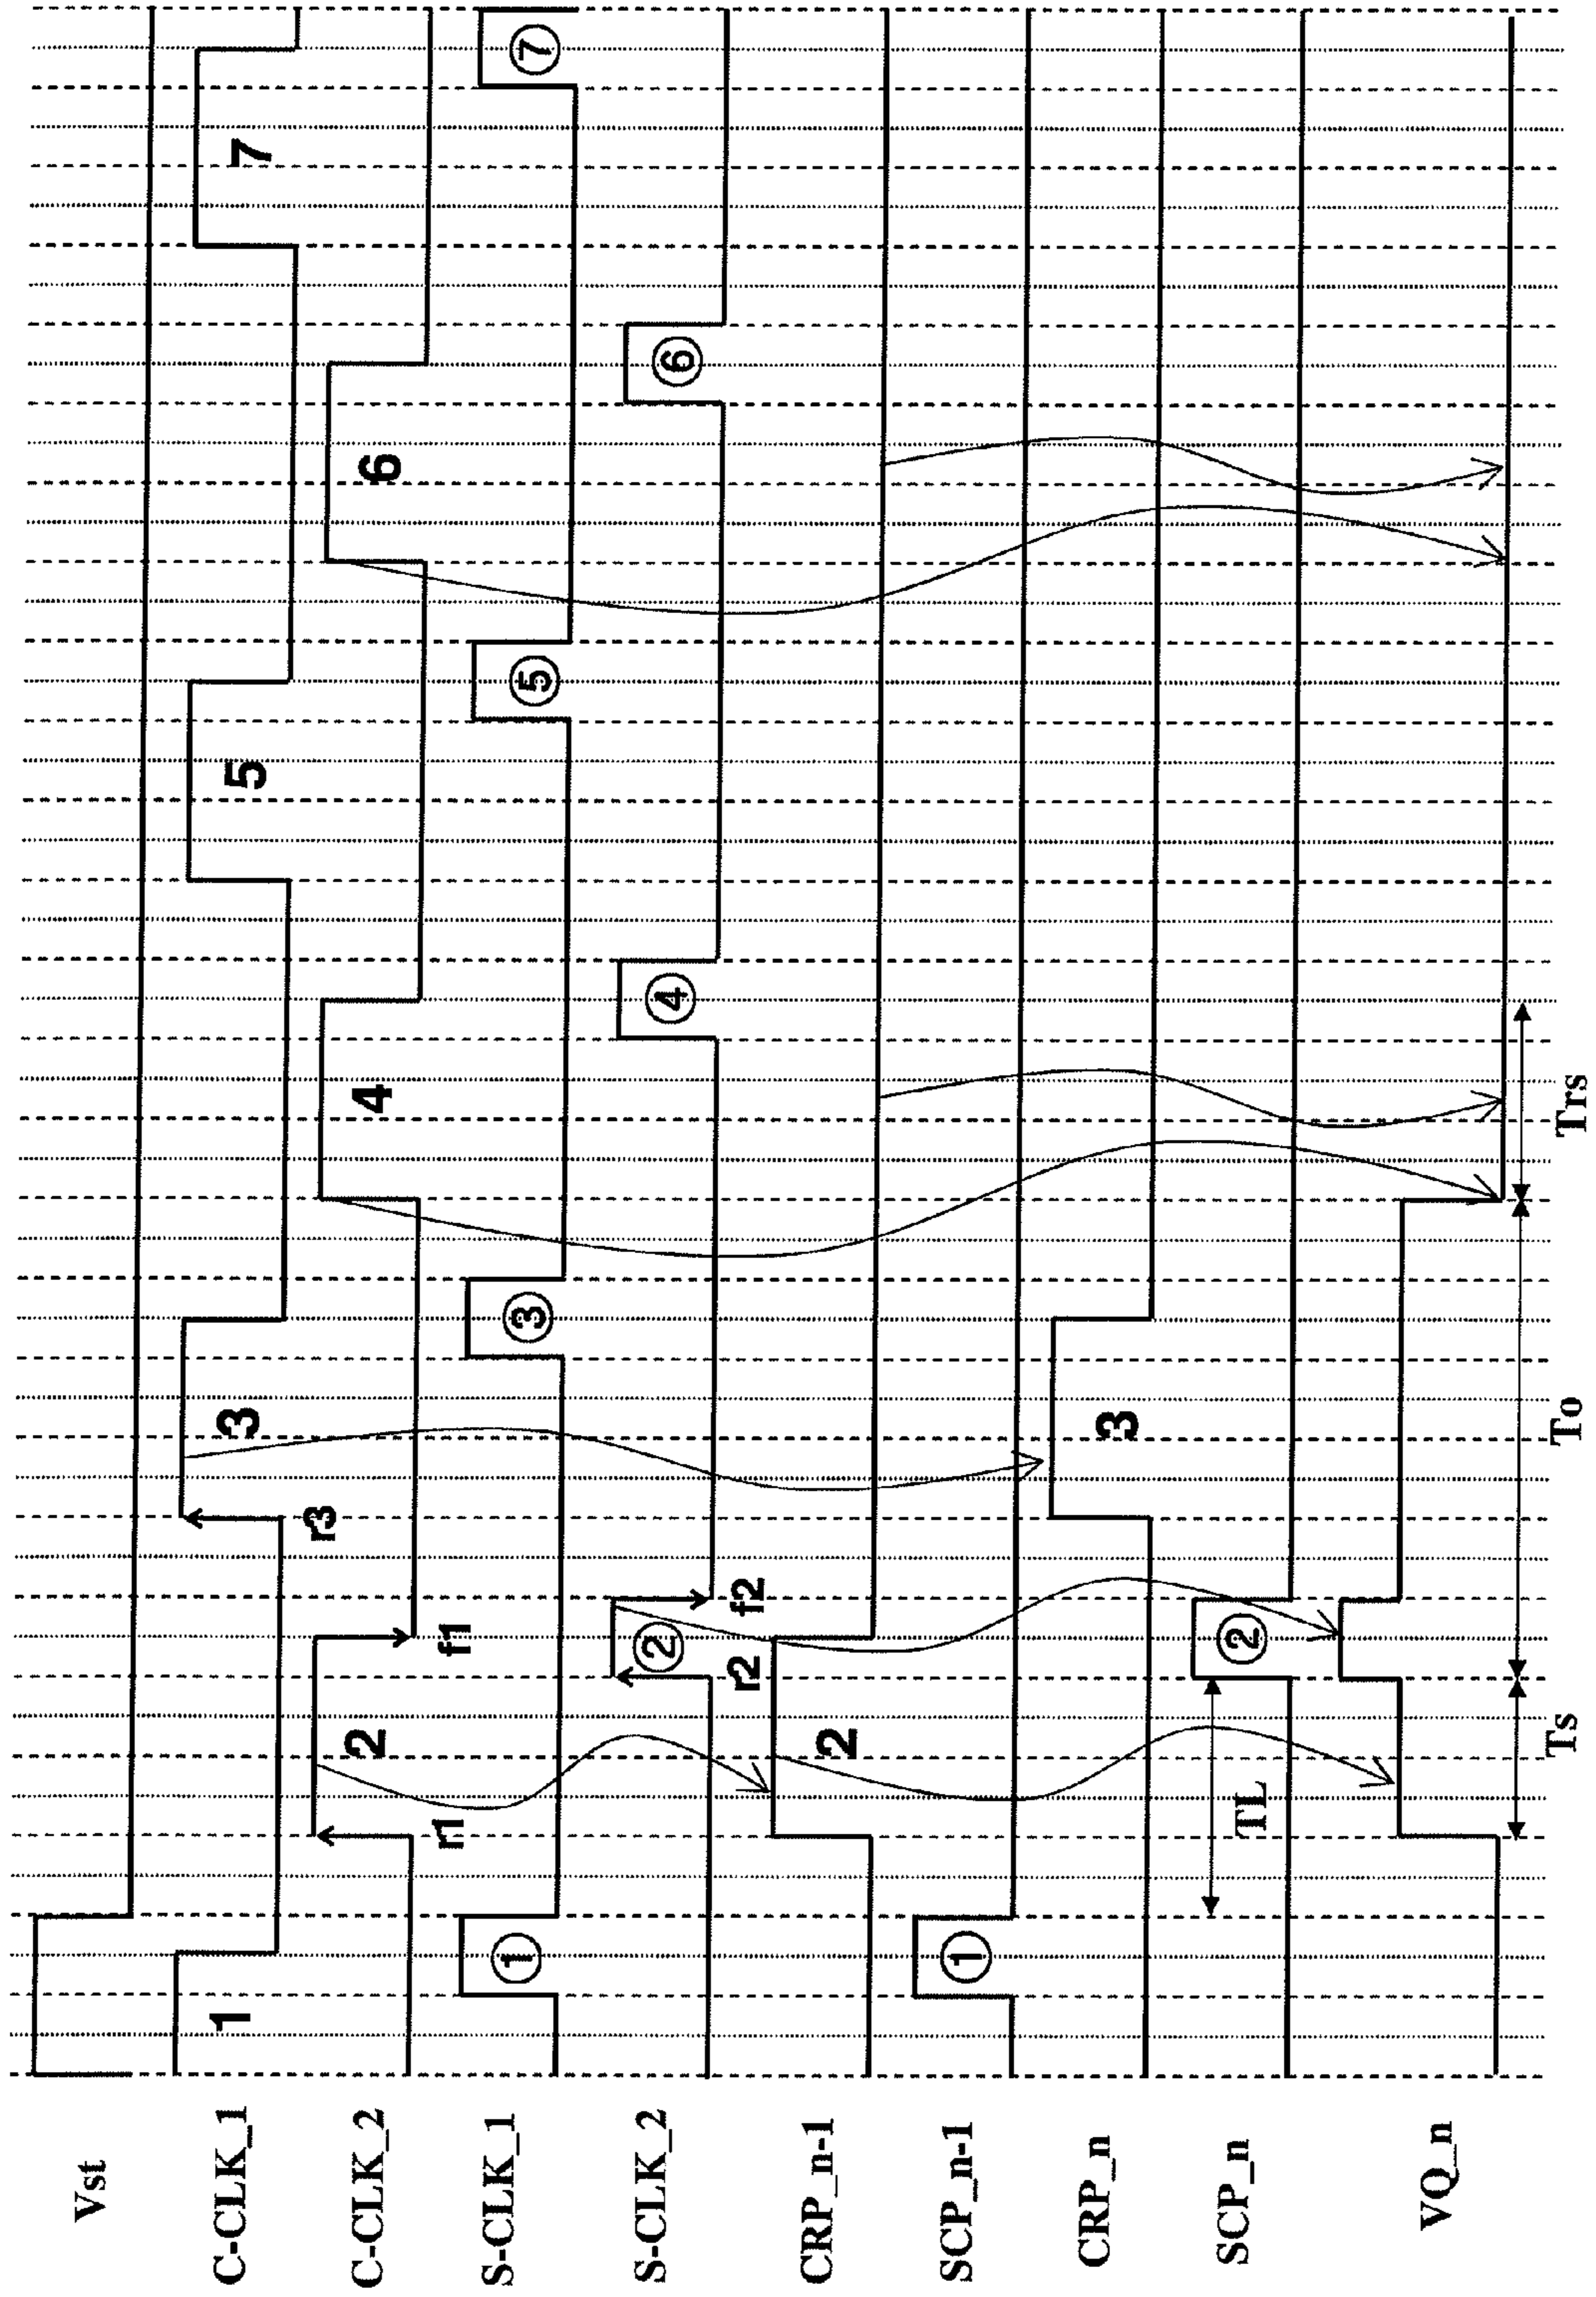 Vst
C-CLK_1
1
3
r3
5
7
C-CLK_2
r1
2
f1
4
6
S-CLK_1
①
③
⑤
⑦
S-CLK_2
r2
②
f2
④
⑥
CRP_n-1
2
SCP_n-1
①
CRP_n
3
SCP_n
TL
②
VQ_n
Ts
To
Trs